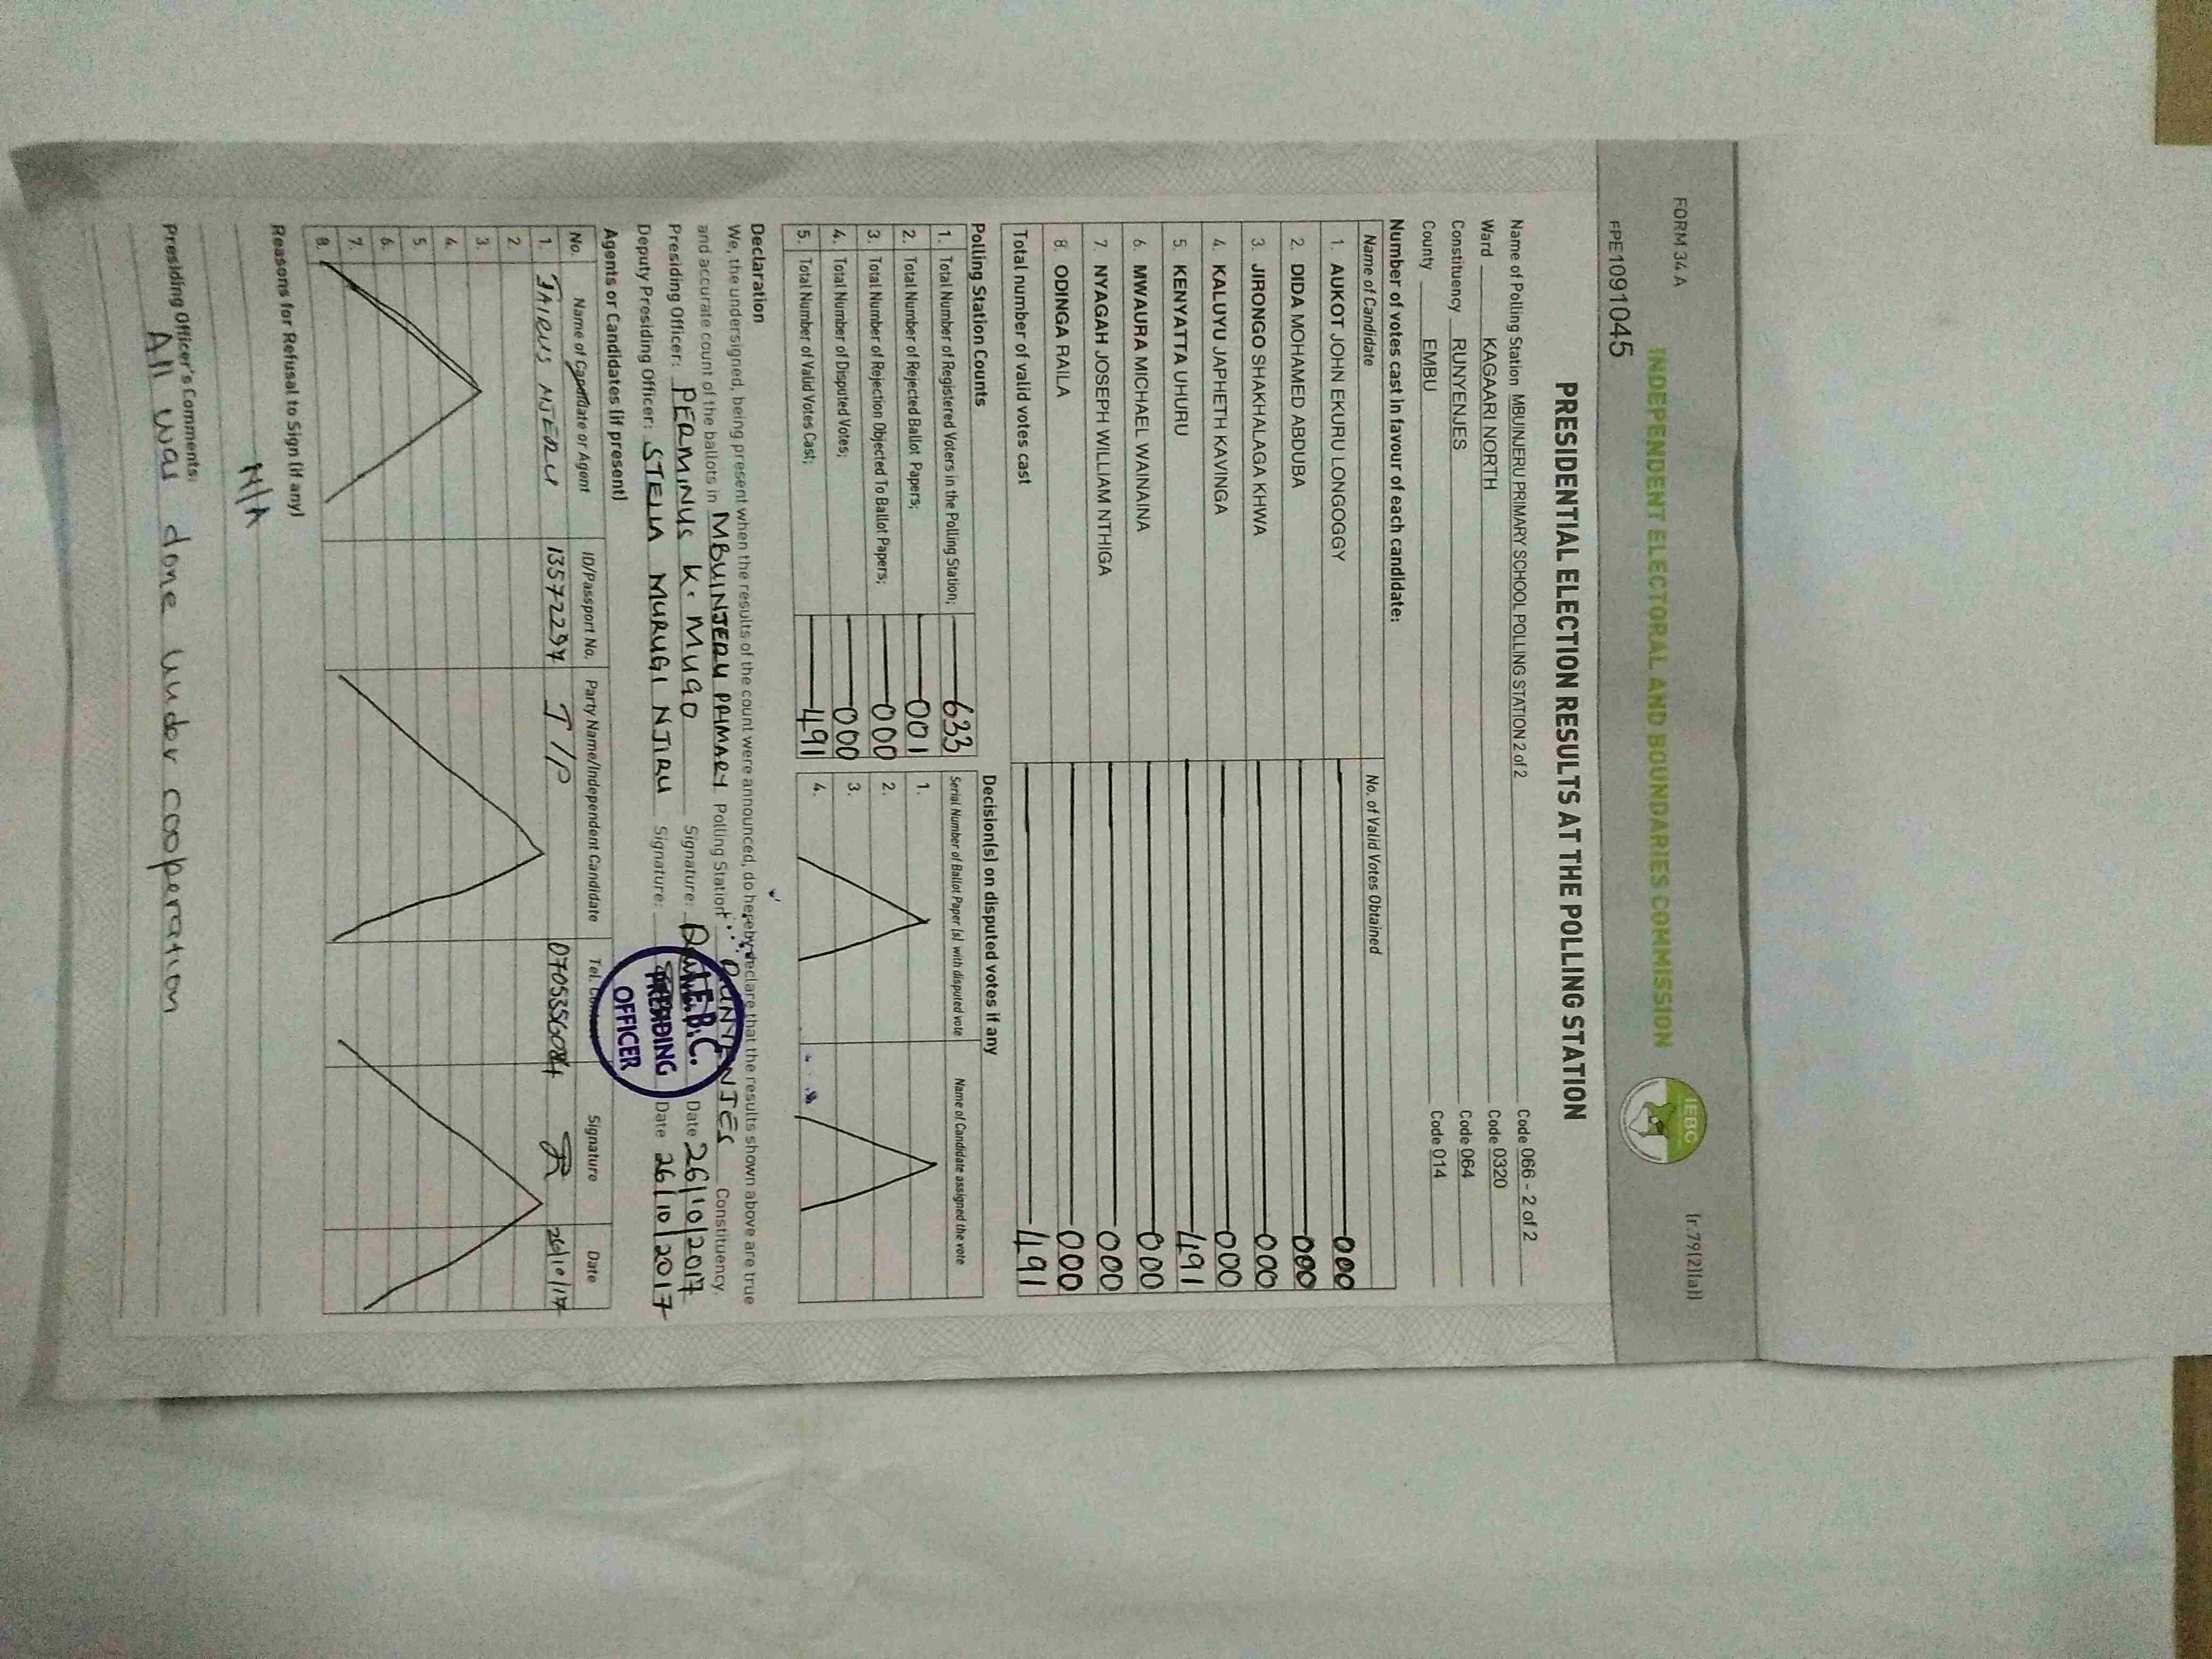 FORM 34 A
(r.79(2)(a))
INDEPENDENT ELECTORAL AND BOUNDARIES COMMISSION
IEBC
FPE1091045
PRESIDENTIAL ELECTION RESULTS AT THE POLLING STATION
Name of Polling Station MBUINJERU PRIMARY SCHOOL POLLING STATION 2 of 2 Code 066 - 2 of 2
Ward KAGAARI NORTH Code 0320
Constituency RUNYENJES Code 064
County EMBU Code 014
Number of votes cast in favour of each candidate:
Name of Candidate No. of Valid Votes Obtained
1. AUKOT JOHN EKURU LONGOGGY 000
2. DIDA MOHAMED ABDUBA 000
3. JIRONGO SHAKHALAGA KHWA 000
4. KALUYU JAPHETH KAVINGA 000
5. KENYATTA UHURU 491
6. MWAURA MICHAEL WAINAINA 000
7. NYAGAH JOSEPH WILLIAM NTHIGA 000
8. ODINGA RAILA 000
Total number of valid votes cast 491
Polling Station Counts
1. Total Number of Registered Voters in the Polling Station; 633
2. Total Number of Rejected Ballot Papers; 001
3. Total Number of Rejection Objected To Ballot Papers; 000
4. Total Number of Disputed Votes; 000
5. Total Number of Valid Votes Cast; 491
Decision(s) on disputed votes if any
Serial Number of Ballot Paper (s) with disputed vote Name of Candidate assigned the vote
1.
2.
3.
4.
Declaration
We, the undersigned, being present when the results of the count were announced, do hereby declare that the results shown above are true
and accurate count of the ballots in MBUINJERU PRIMARY Polling Station RUNYENJES Constituency.
Presiding Officer: PERMINUS K. MUGO Signature: Date 26/10/2017
Deputy Presiding Officer: STELLA MURUGI NJIRU Signature: Date 26/10/2017
I.E.B.C.
PRESIDING
OFFICER
Agents or Candidates (if present)
No. Name of Candidate or Agent ID/Passport No. Party Name/Independent Candidate Tel. Contact Signature Date
1. JAIRUS NJERU 13572294 J/P 26/10/17
2.
3.
4.
5.
6.
7.
8.
Reasons for Refusal to Sign (if any)
N/A
Presiding Officer's Comments:
All was done under cooperation